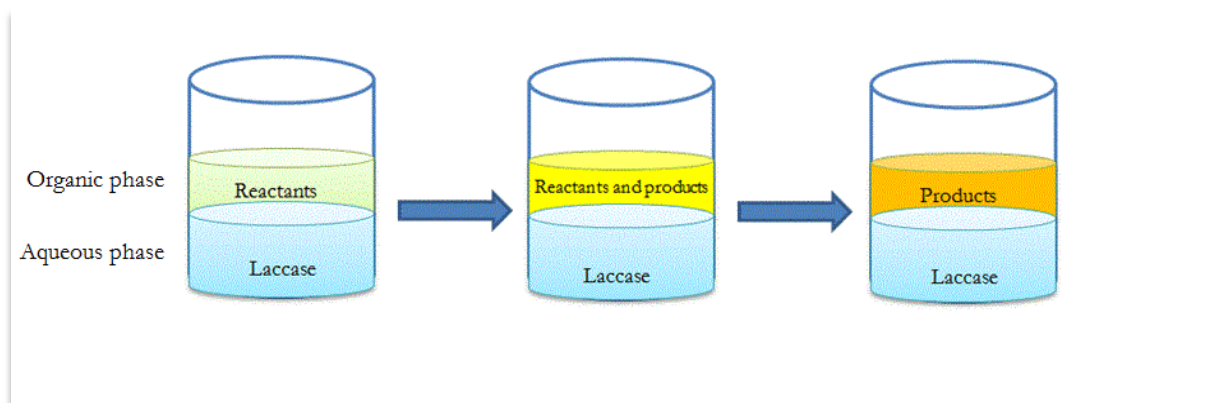 Organic phase
Reactants
Reactants and products
Products
Aqueous phase
Laccase
Laccase
Laccase